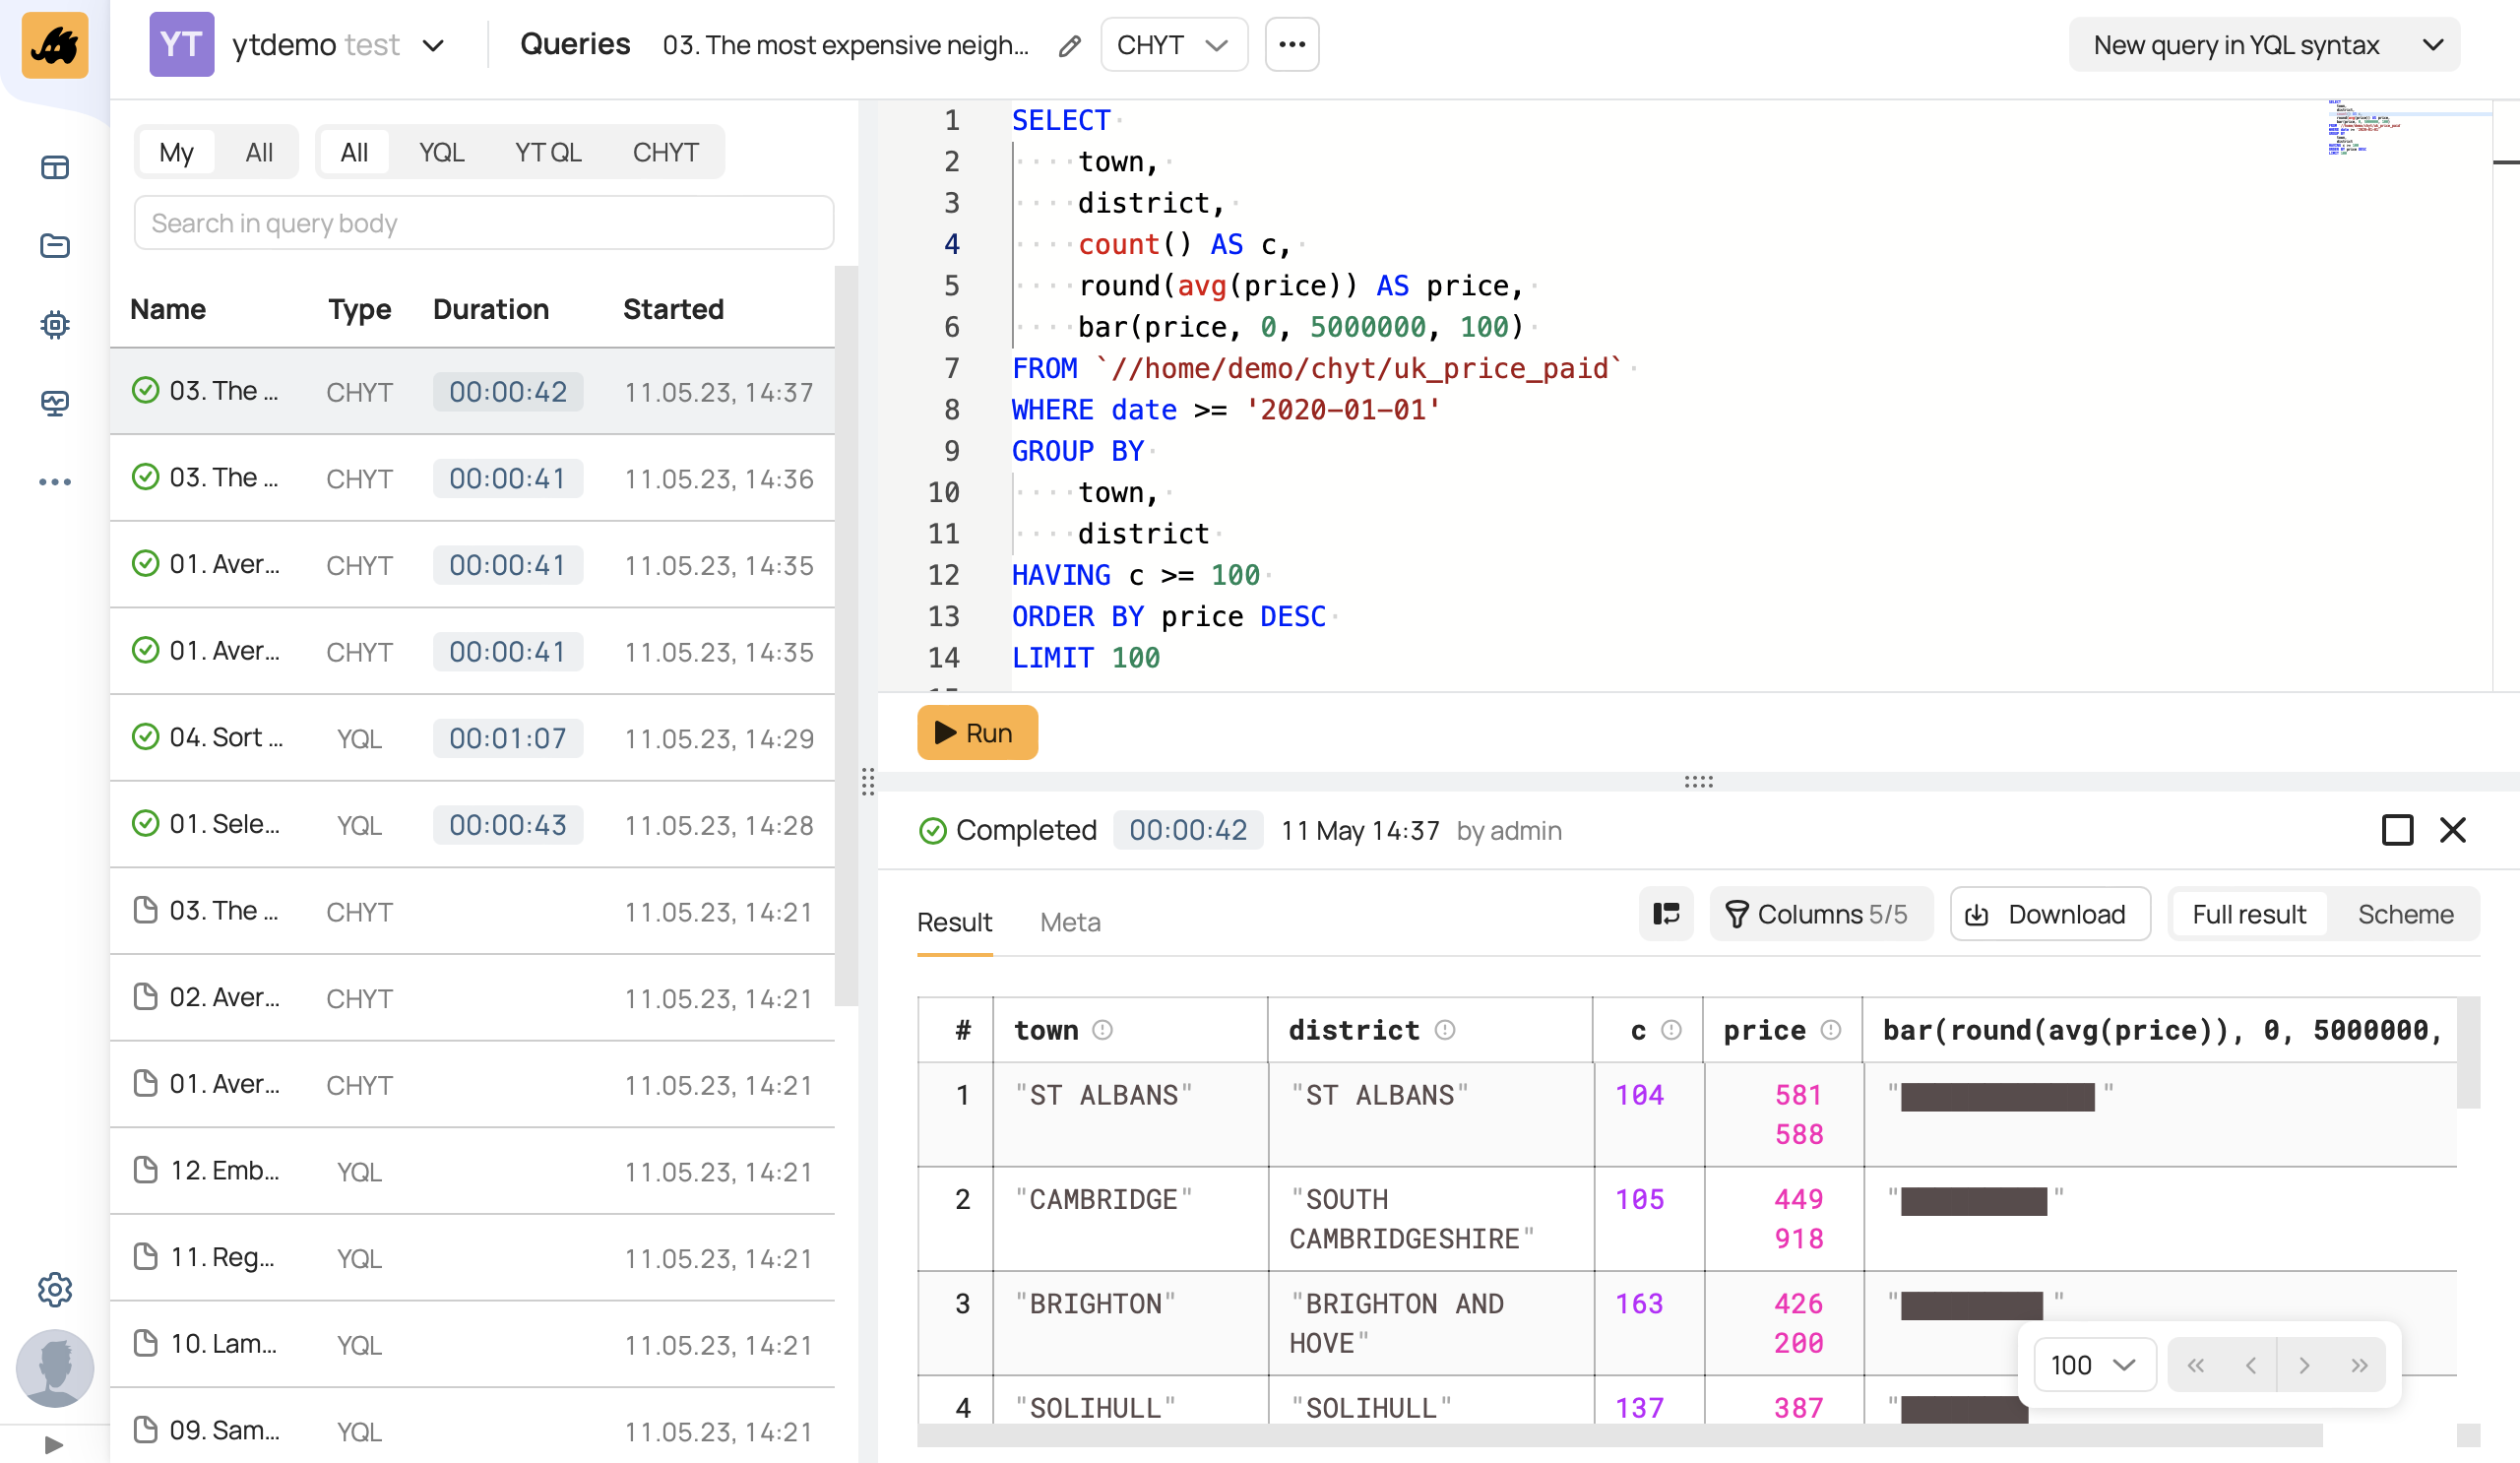 YT ytdemo test Queries 03. The most expensive neigh... CHYT New query in YQL syntax
My All All YQL YT QL CHYT
Search in query body
Name Type Duration Started
03. The ... CHYT 00:00:42 11.05.23, 14:37
03. The ... CHYT 00:00:41 11.05.23, 14:36
01. Aver... CHYT 00:00:41 11.05.23, 14:35
01. Aver... CHYT 00:00:41 11.05.23, 14:35
04. Sort ... YQL 00:01:07 11.05.23, 14:29
01. Sele... YQL 00:00:43 11.05.23, 14:28
03. The ... CHYT 11.05.23, 14:21
02. Aver... CHYT 11.05.23, 14:21
01. Aver... CHYT 11.05.23, 14:21
12. Emb... YQL 11.05.23, 14:21
11. Reg... YQL 11.05.23, 14:21
10. Lam... YQL 11.05.23, 14:21
09. Sam... YQL 11.05.23, 14:21
1 SELECT
2 town,
3 district,
4 count() AS c,
5 round(avg(price)) AS price,
6 bar(price, 0, 5000000, 100)
7 FROM `//home/demo/chyt/uk_price_paid`
8 WHERE date >= '2020-01-01'
9 GROUP BY
10 town,
11 district
12 HAVING c >= 100
13 ORDER BY price DESC
14 LIMIT 100
Run
Completed 00:00:42 11 May 14:37 by admin
Result Meta Columns 5/5 Download Full result Scheme
# town district c price bar(round(avg(price)), 0, 5000000,
1 "ST ALBANS" "ST ALBANS" 104 581 " "
588
2 "CAMBRIDGE" "SOUTH 105 449 " "
CAMBRIDGESHIRE" 918
3 "BRIGHTON" "BRIGHTON AND 163 426 " "
HOVE" 200
4 "SOLIHULL" "SOLIHULL" 137 387 "
100